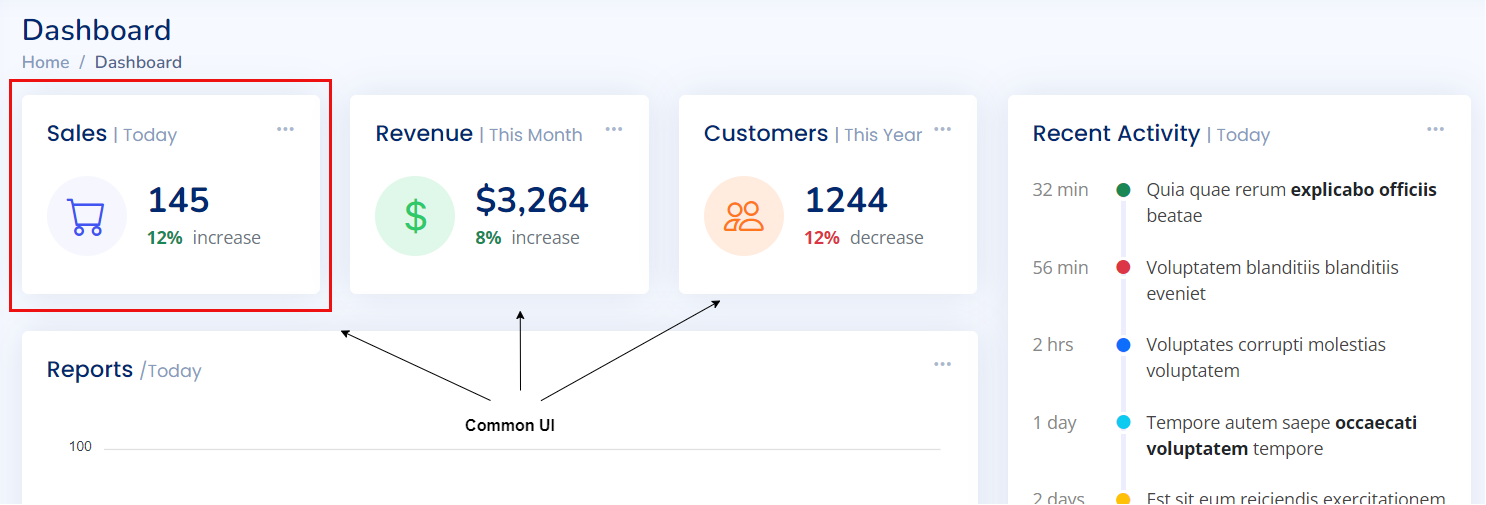 Dashboard
Home / Dashboard
Sales | Today
145
12% increase
Revenue | This Month
$
$3,264
8% increase
Customers | This Year
1244
12% decrease
Reports /Today
Common UI
100
Recent Activity | Today
32 min Quia quae rerum explicabo officiis
beatae
56 min Voluptatem blanditiis blanditiis
eveniet
2 hrs Voluptates corrupti molestias
voluptatem
1 day Tempore autem saepe occaecati
voluptatem tempore
2 days Est sit eum reiciendis exercitationem